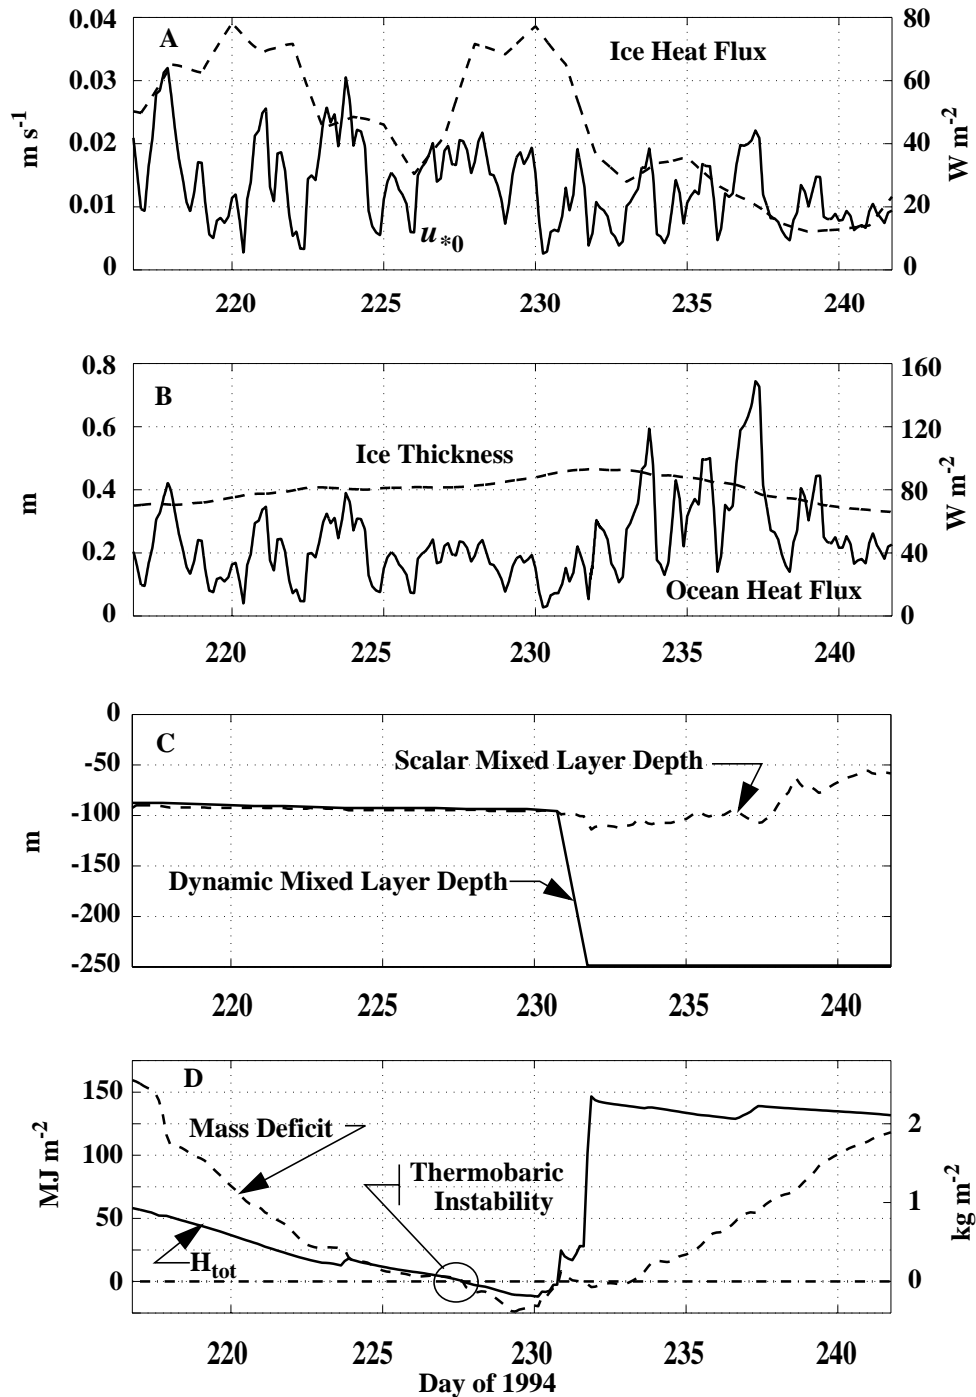 0.04
0.03
0.02
0.01
0
m s-1
A
Ice Heat Flux
u*0
80
60
40
20
0
W m-2
220 225 230 235 240
0.8
0.6
0.4
0.2
0
m
B
Ice Thickness
Ocean Heat Flux
160
120
80
40
0
W m-2
220 225 230 235 240
0
-50
-100
-150
-200
-250
m
C
Scalar Mixed Layer Depth
Dynamic Mixed Layer Depth
220 225 230 235 240
150
100
50
0
MJ m-2
D
Mass Deficit
Thermobaric
Instability
Htot
2
1
0
kg m-2
220 225 230 235 240
Day of 1994